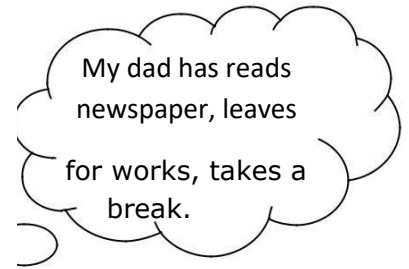 My dad has reads
newspaper, leaves
for works, takes a
break.